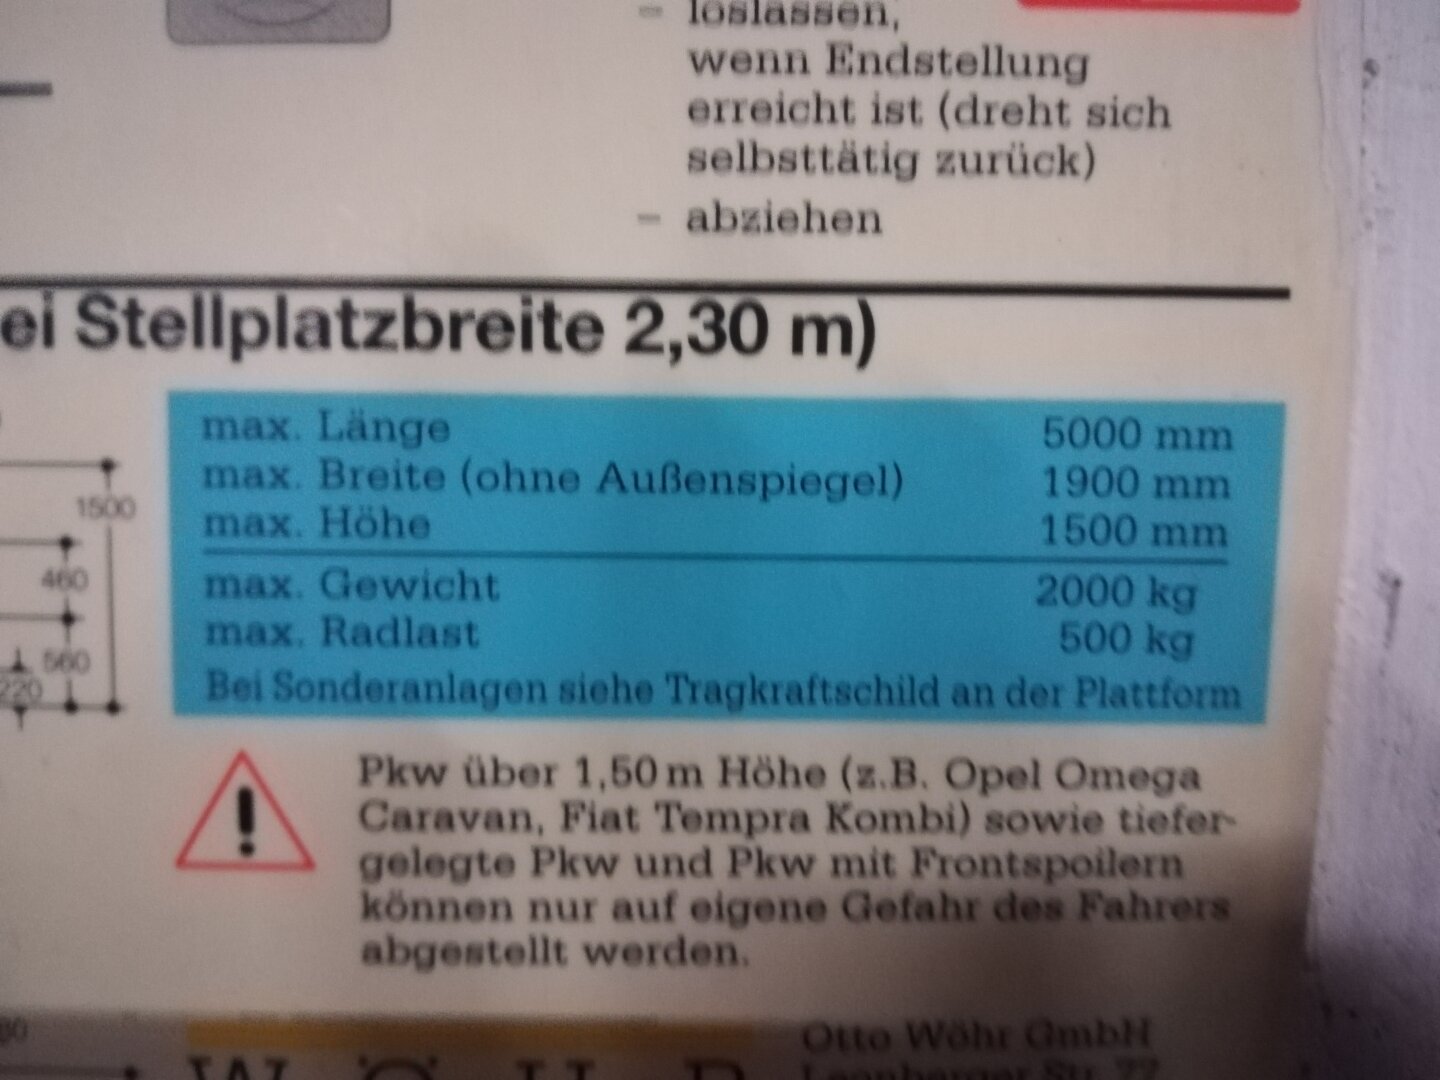 – loslassen,
wenn Endstellung
erreicht ist (dreht sich
selbsttätig zurück)
– abziehen
ei Stellplatzbreite 2,30 m)
max. Länge 5000 mm
max. Breite (ohne Außenspiegel) 1900 mm
max. Höhe 1500 mm
max. Gewicht 2000 kg
max. Radlast 500 kg
Bei Sonderanlagen siehe Tragkraftschild an der Plattform
1500
460
560
220
Pkw über 1,50 m Höhe (z.B. Opel Omega
Caravan, Fiat Tempra Kombi) sowie tiefer-
gelegte Pkw und Pkw mit Frontspoilern
können nur auf eigene Gefahr des Fahrers
abgestellt werden.
WÖHR
Otto Wöhr GmbH
Leonberger Str. 77